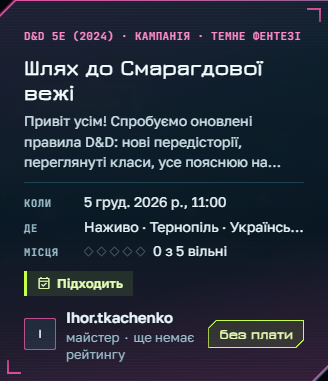 D&D 5E (2024) · КАМПАНІЯ · ТЕМНЕ ФЕНТЕЗІ
Шлях до Смарагдової
вежі
Привіт усім! Спробуємо оновлені
правила D&D: нові передісторії,
переглянуті класи, усе пояснюю на...
КОЛИ 5 груд. 2026 р., 11:00
ДЕ Наживо · Тернопіль · Українсь...
МІСЦЯ 0 з 5 вільні
Підходить
Ihor.tkachenko
I майстер · ще немає
рейтингу
без плати